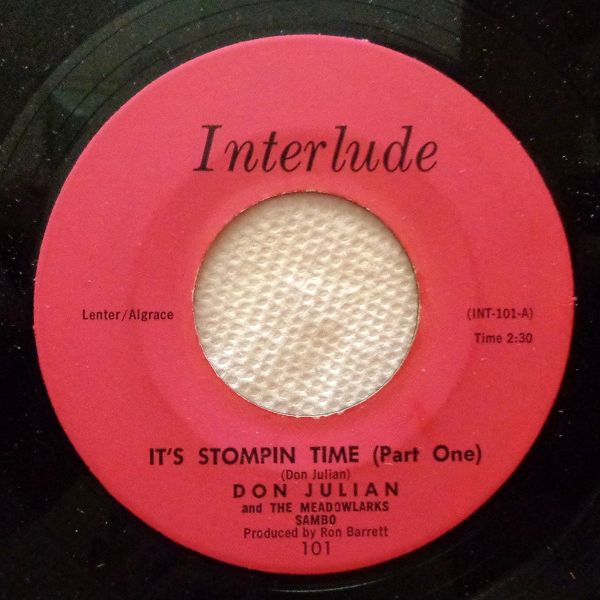 Interlude
Lenter/Algrace
(INT-101-A)
Time 2:30
IT'S STOMPIN TIME (Part One)
(Don Julian)
DON JULIAN
and THE MEADOWLARKS
SAMBO
Produced by Ron Barrett
101